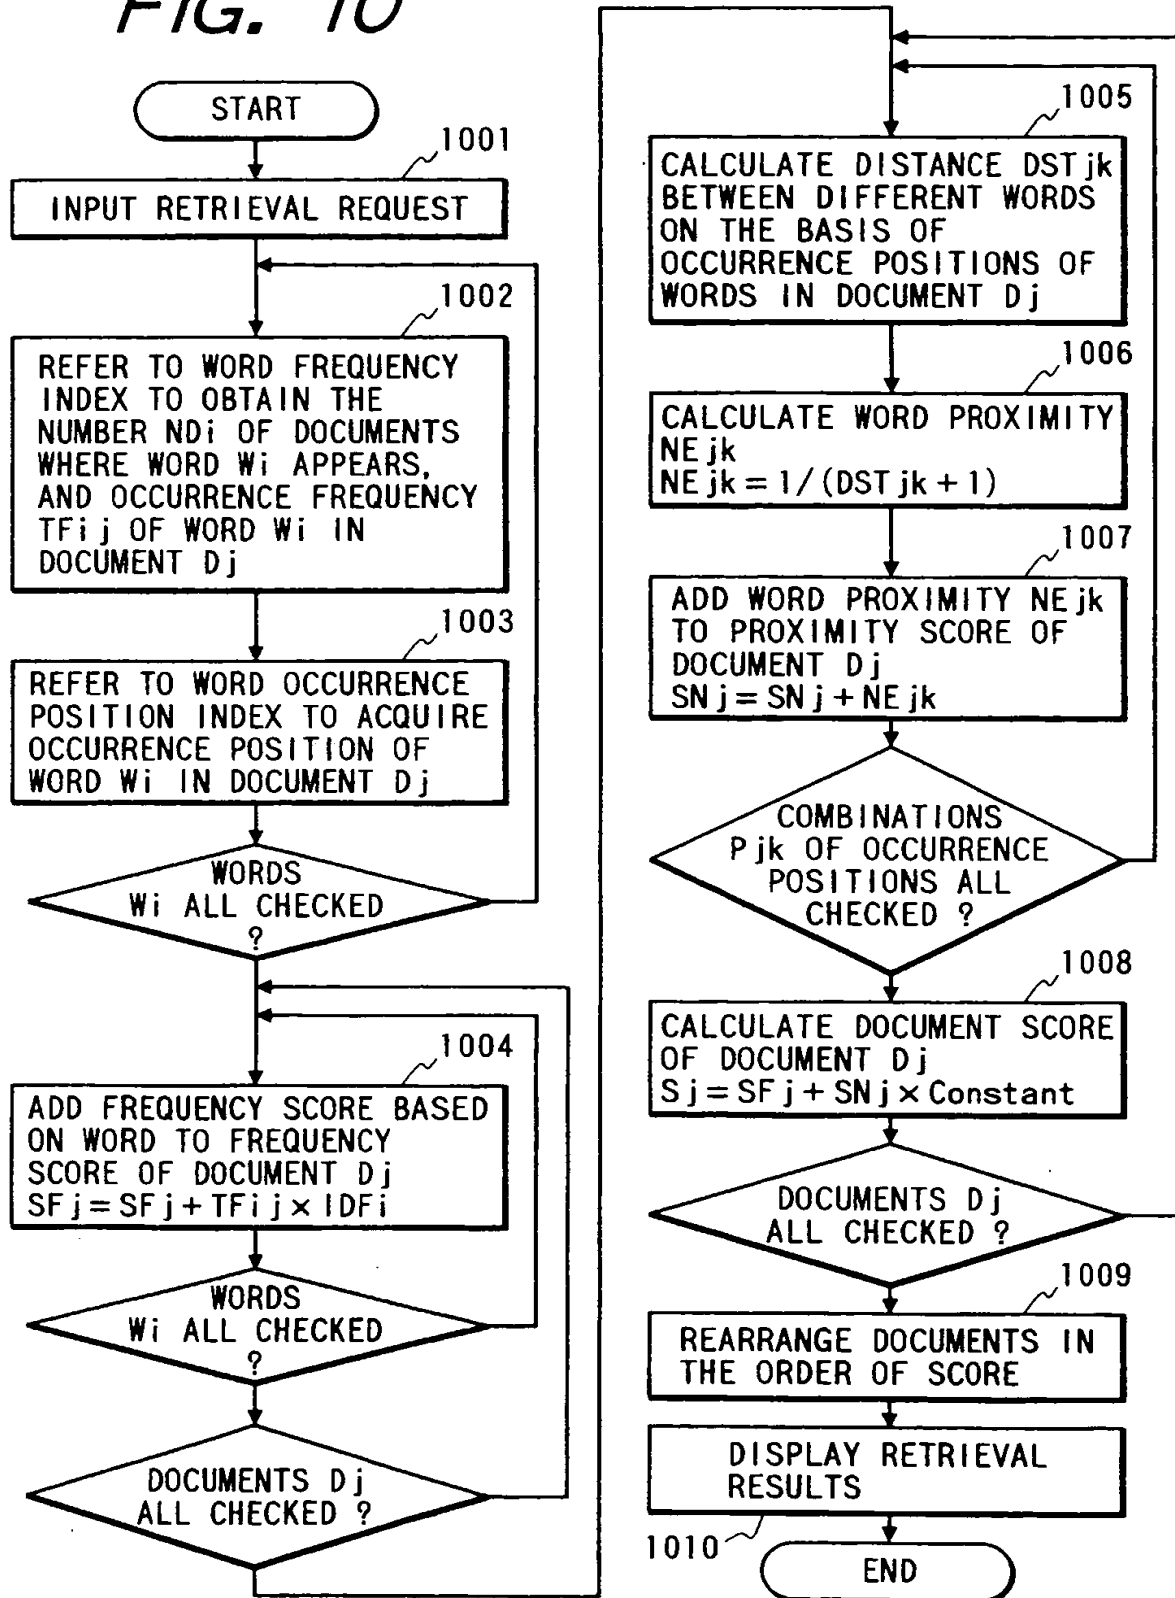 FIG. 10
START
1001
INPUT RETRIEVAL REQUEST
1002
REFER TO WORD FREQUENCY
INDEX TO OBTAIN THE
NUMBER NDi OF DOCUMENTS
WHERE WORD Wi APPEARS,
AND OCCURRENCE FREQUENCY
TFij OF WORD Wi IN
DOCUMENT Dj
1003
REFER TO WORD OCCURRENCE
POSITION INDEX TO ACQUIRE
OCCURRENCE POSITION OF
WORD Wi IN DOCUMENT Dj
WORDS
Wi ALL CHECKED
?
1004
ADD FREQUENCY SCORE BASED
ON WORD TO FREQUENCY
SCORE OF DOCUMENT Dj
SFj=SFj+TFij×IDFi
WORDS
Wi ALL CHECKED
?
DOCUMENTS Dj
ALL CHECKED ?
1005
CALCULATE DISTANCE DSTjk
BETWEEN DIFFERENT WORDS
ON THE BASIS OF
OCCURRENCE POSITIONS OF
WORDS IN DOCUMENT Dj
1006
CALCULATE WORD PROXIMITY
NEjk
NEjk=1/(DSTjk+1)
1007
ADD WORD PROXIMITY NEjk
TO PROXIMITY SCORE OF
DOCUMENT Dj
SNj=SNj+NEjk
COMBINATIONS
Pjk OF OCCURRENCE
POSITIONS ALL
CHECKED ?
1008
CALCULATE DOCUMENT SCORE
OF DOCUMENT Dj
Sj=SFj+SNj×Constant
DOCUMENTS Dj
ALL CHECKED ?
1009
REARRANGE DOCUMENTS IN
THE ORDER OF SCORE
DISPLAY RETRIEVAL
RESULTS
1010
END